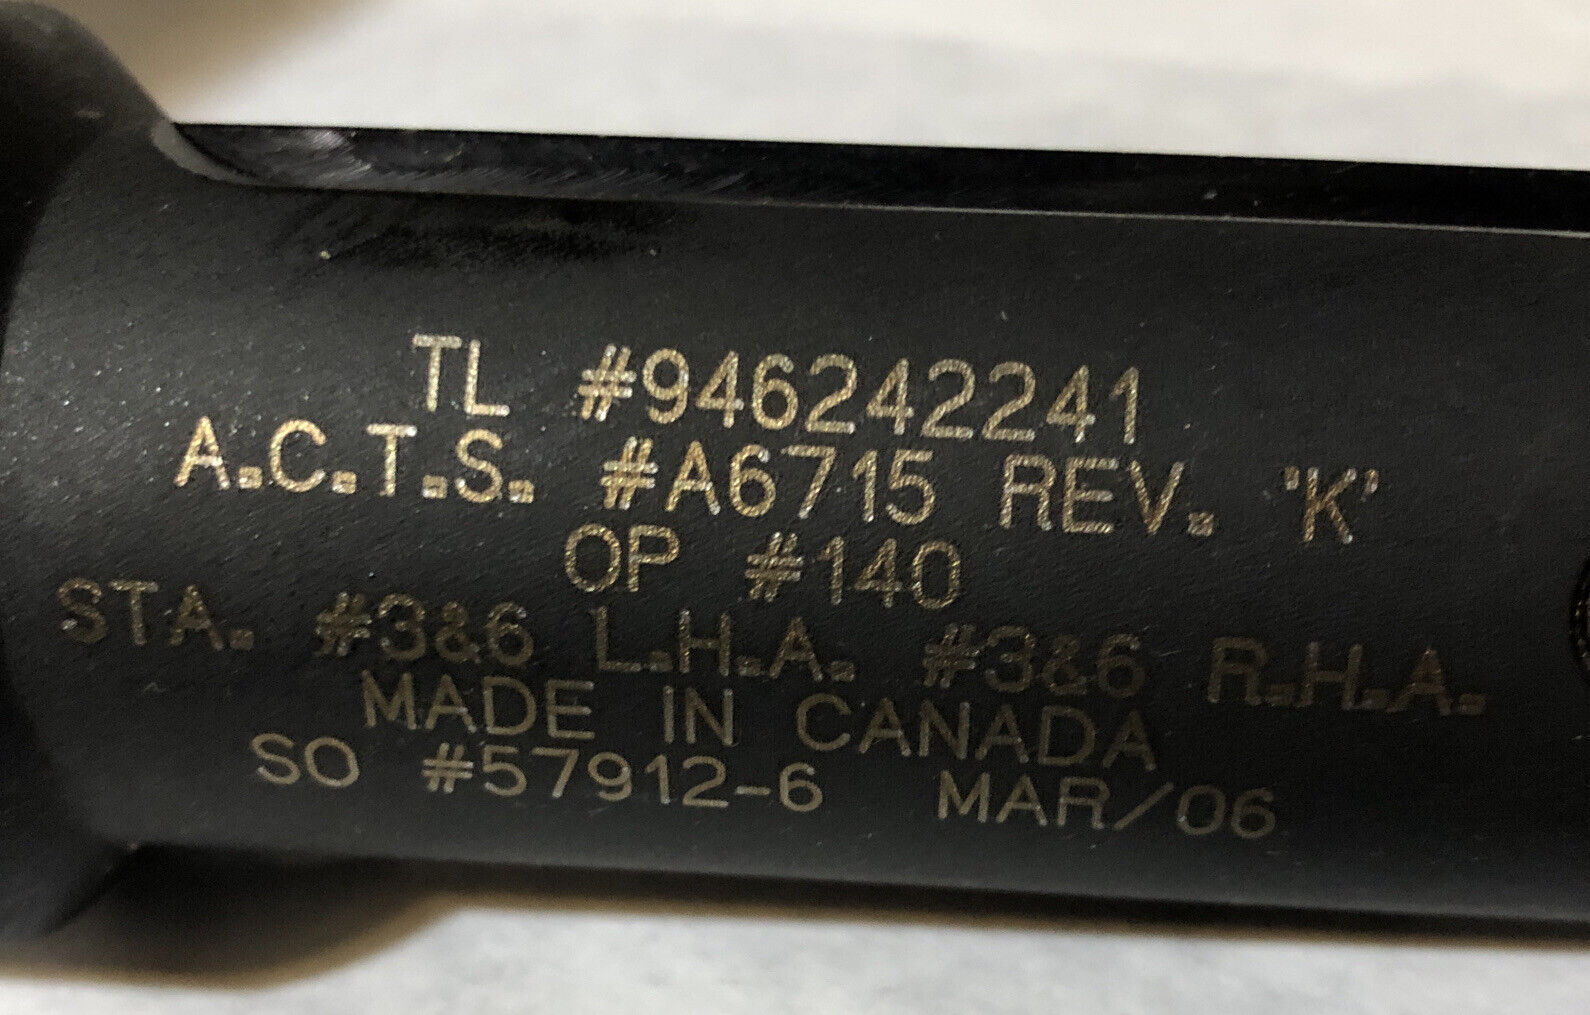 TL #946242241
A.C.T.S. #A6715 REV. 'K'
OP #140
STA. #3&6 L.H.A. #3&6 R.H.A.
MADE IN CANADA
SO #57912-6 MAR/06